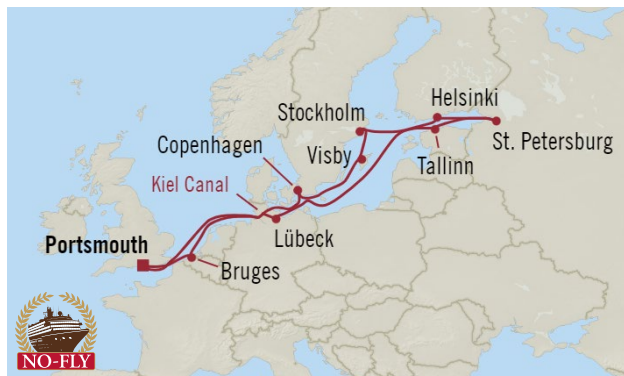 Helsinki
Stockholm
St. Petersburg
Copenhagen
Visby
Tallinn
Kiel Canal
Lübeck
Portsmouth
Bruges
NO-FLY